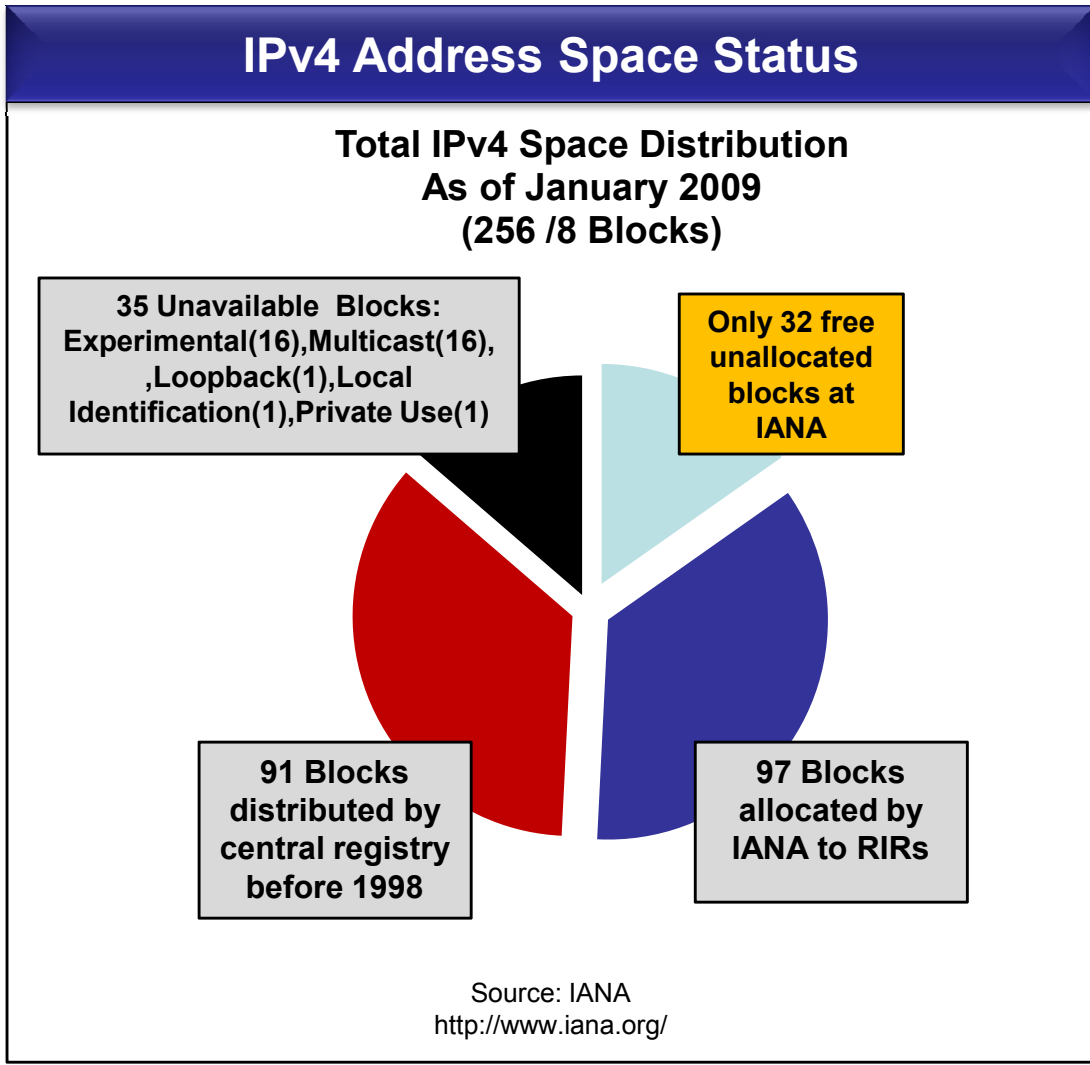 IPv4 Address Space Status
Total IPv4 Space Distribution
As of January 2009
(256 /8 Blocks)
35 Unavailable  Blocks:
Experimental(16),Multicast(16),
,Loopback(1),Local
Identification(1),Private Use(1)
Only 32 free
unallocated
blocks at
IANA
91 Blocks
distributed by
central registry
before 1998
97 Blocks
allocated by
IANA to RIRs
Source: IANA
http://www.iana.org/